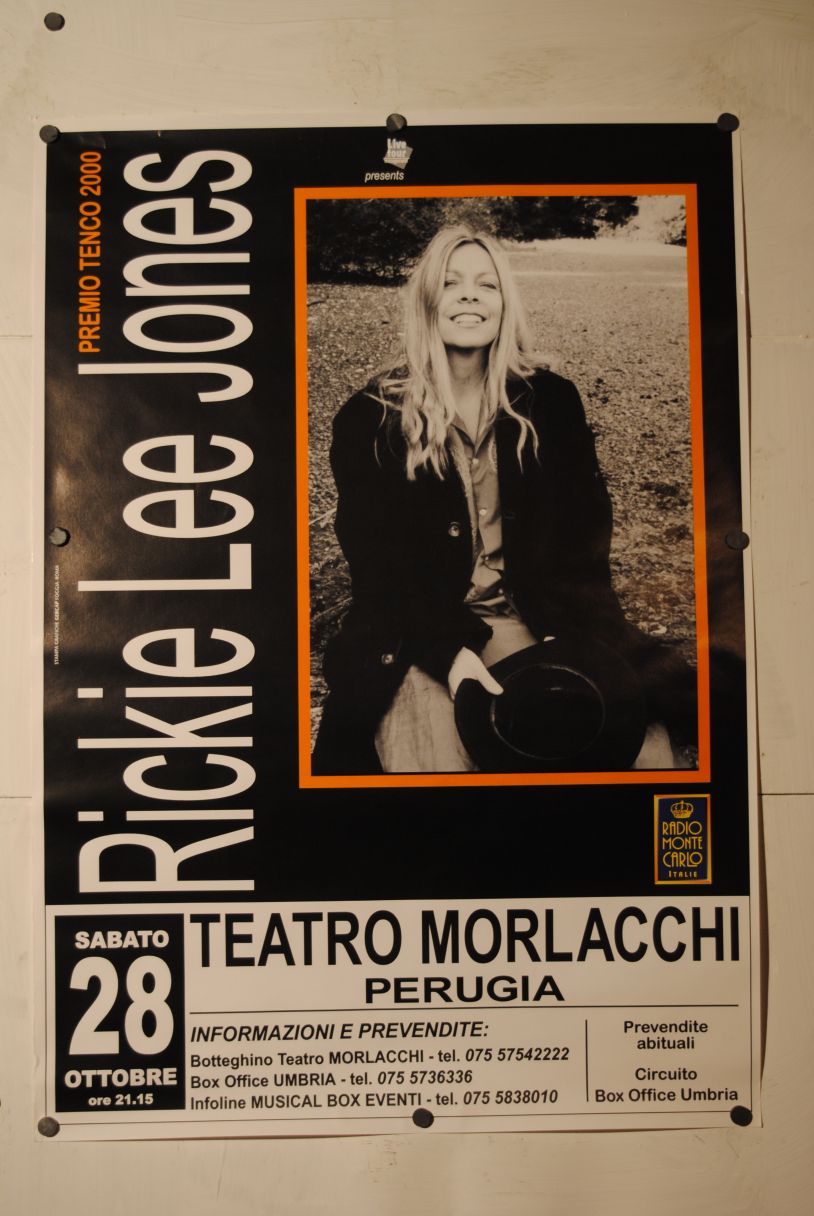 Live
tour
presents
PREMIO TENCO 2000
Rickie Lee Jones
RADIO
MONTE
CARLO
ITALIE
SABATO
28
OTTOBRE
ore 21.15
TEATRO MORLACCHI
PERUGIA
INFORMAZIONI E PREVENDITE:
Botteghino Teatro MORLACCHI - tel. 075 57542222
Box Office UMBRIA - tel. 075 5736336
Infoline MUSICAL BOX EVENTI - tel. 075 5838010
Prevendite
abituali
Circuito
Box Office Umbria